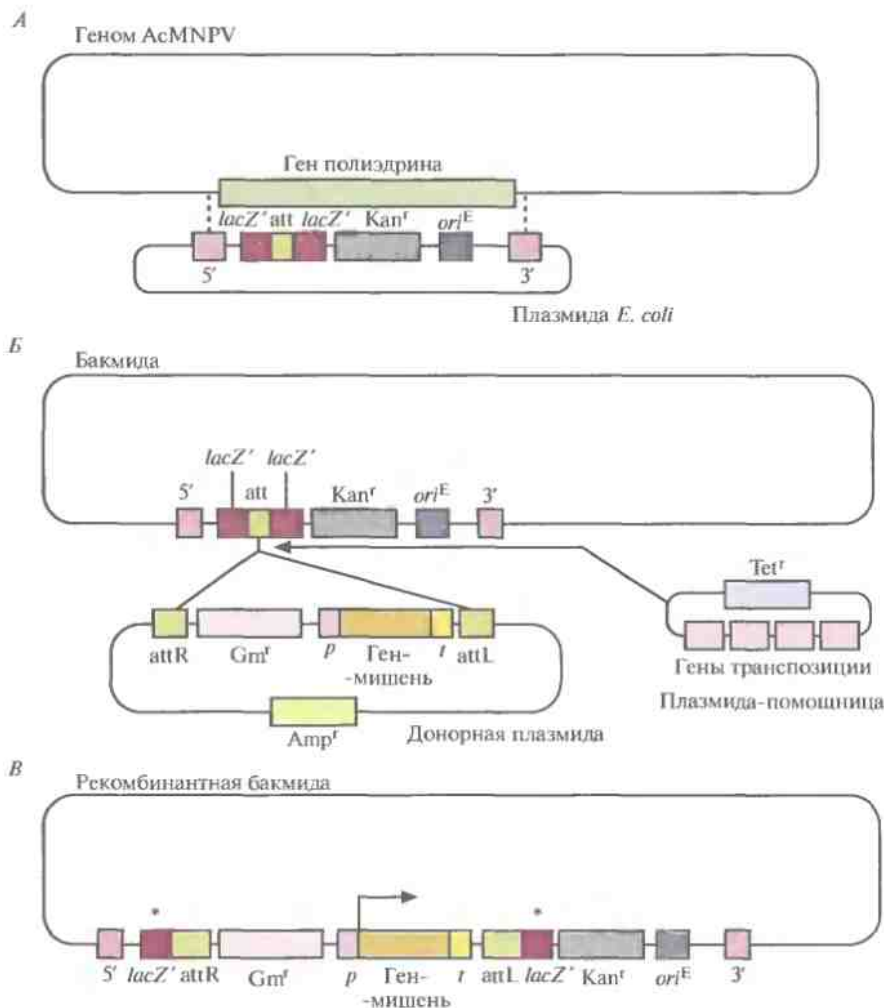 А
Геном AcMNPV
Ген полиэдрина
lacZ' att lacZ' Kanʳ oriᴱ
5' 3'
Плазмида E. coli
Б
Бакмида
lacZ' lacZ'
5' att Kanʳ oriᴱ 3'
Tetʳ
attR Gmʳ p Ген- t attL
-мишень
Гены транспозиции
Плазмида-помощница
Ampʳ Донорная плазмида
В
Рекомбинантная бакмида
* *
5' lacZ' attR Gmʳ p Ген- t attL lacZ' Kanʳ oriᴱ 3'
-мишень